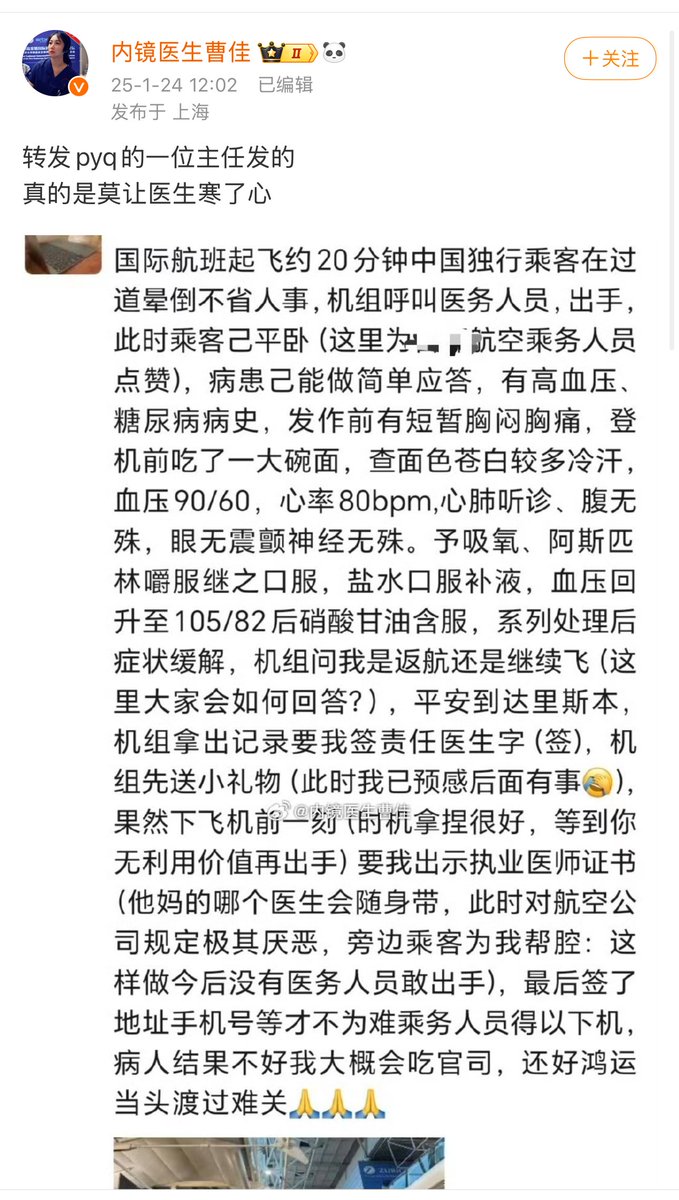 内镜医生曹佳 II
25-1-24 12:02 已编辑
发布于 上海
+关注
转发pyq的一位主任发的
真的是莫让医生寒了心
国际航班起飞约20分钟中国独行乘客在过
道晕倒不省人事,机组呼叫医务人员,出手,
此时乘客己平卧(这里为航空乘务人员
点赞),病患己能做简单应答,有高血压、
糖尿病病史,发作前有短暂胸闷胸痛,登
机前吃了一大碗面,查面色苍白较多冷汗,
血压90/60,心率80bpm,心肺听诊、腹无
殊,眼无震颤神经无殊。予吸氧、阿斯匹
林嚼服继之口服,盐水口服补液,血压回
升至105/82后硝酸甘油含服,系列处理后
症状缓解,机组问我是返航还是继续飞(这
里大家会如何回答?),平安到达里斯本,
机组拿出记录要我签责任医生字(签),机
组先送小礼物(此时我已预感后面有事🤣),
@内镜医生曹佳
果然下飞机前一刻(时机拿捏很好,等到你
无利用价值再出手)要我出示执业医师证书
(他妈的哪个医生会随身带,此时对航空公
司规定极其厌恶,旁边乘客为我帮腔:这
样做今后没有医务人员敢出手),最后签了
地址手机号等才不为难乘务人员得以下机,
病人结果不好我大概会吃官司,还好鸿运
当头渡过难关🙏🙏🙏